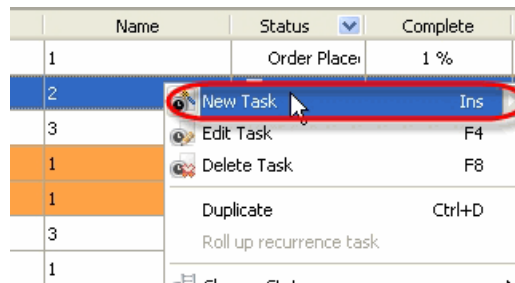 Name Status Complete
1 Order Place 1 %
2
New Task Ins
3
Edit Task F4
1
Delete Task F8
1
Duplicate Ctrl+D
3
Roll up recurrence task
1